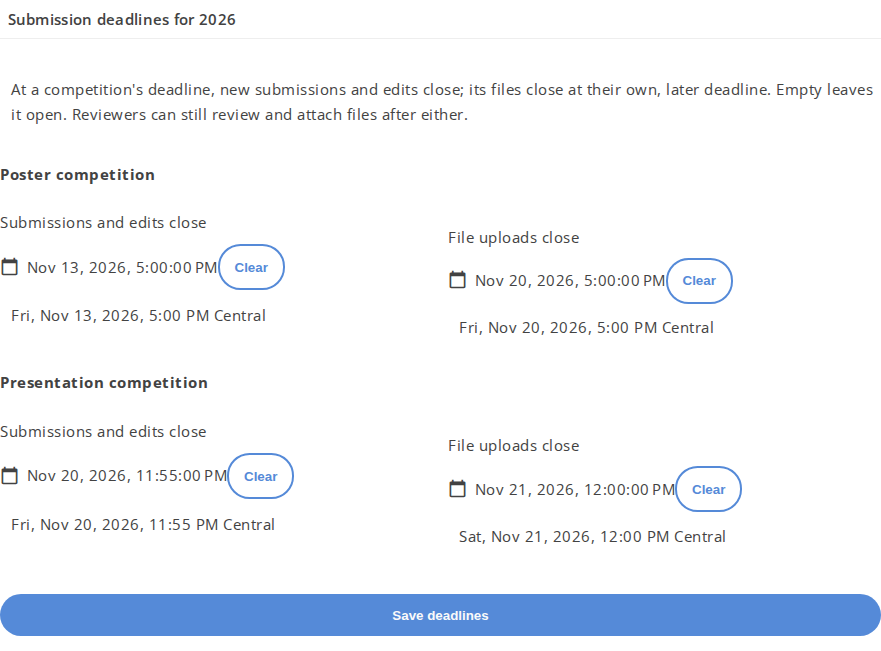 Submission deadlines for 2026
At a competition's deadline, new submissions and edits close; its files close at their own, later deadline. Empty leaves
it open. Reviewers can still review and attach files after either.
Poster competition
Submissions and edits close
Nov 13, 2026, 5:00:00 PM Clear
Fri, Nov 13, 2026, 5:00 PM Central
File uploads close
Nov 20, 2026, 5:00:00 PM Clear
Fri, Nov 20, 2026, 5:00 PM Central
Presentation competition
Submissions and edits close
Nov 20, 2026, 11:55:00 PM Clear
Fri, Nov 20, 2026, 11:55 PM Central
File uploads close
Nov 21, 2026, 12:00:00 PM Clear
Sat, Nov 21, 2026, 12:00 PM Central
Save deadlines